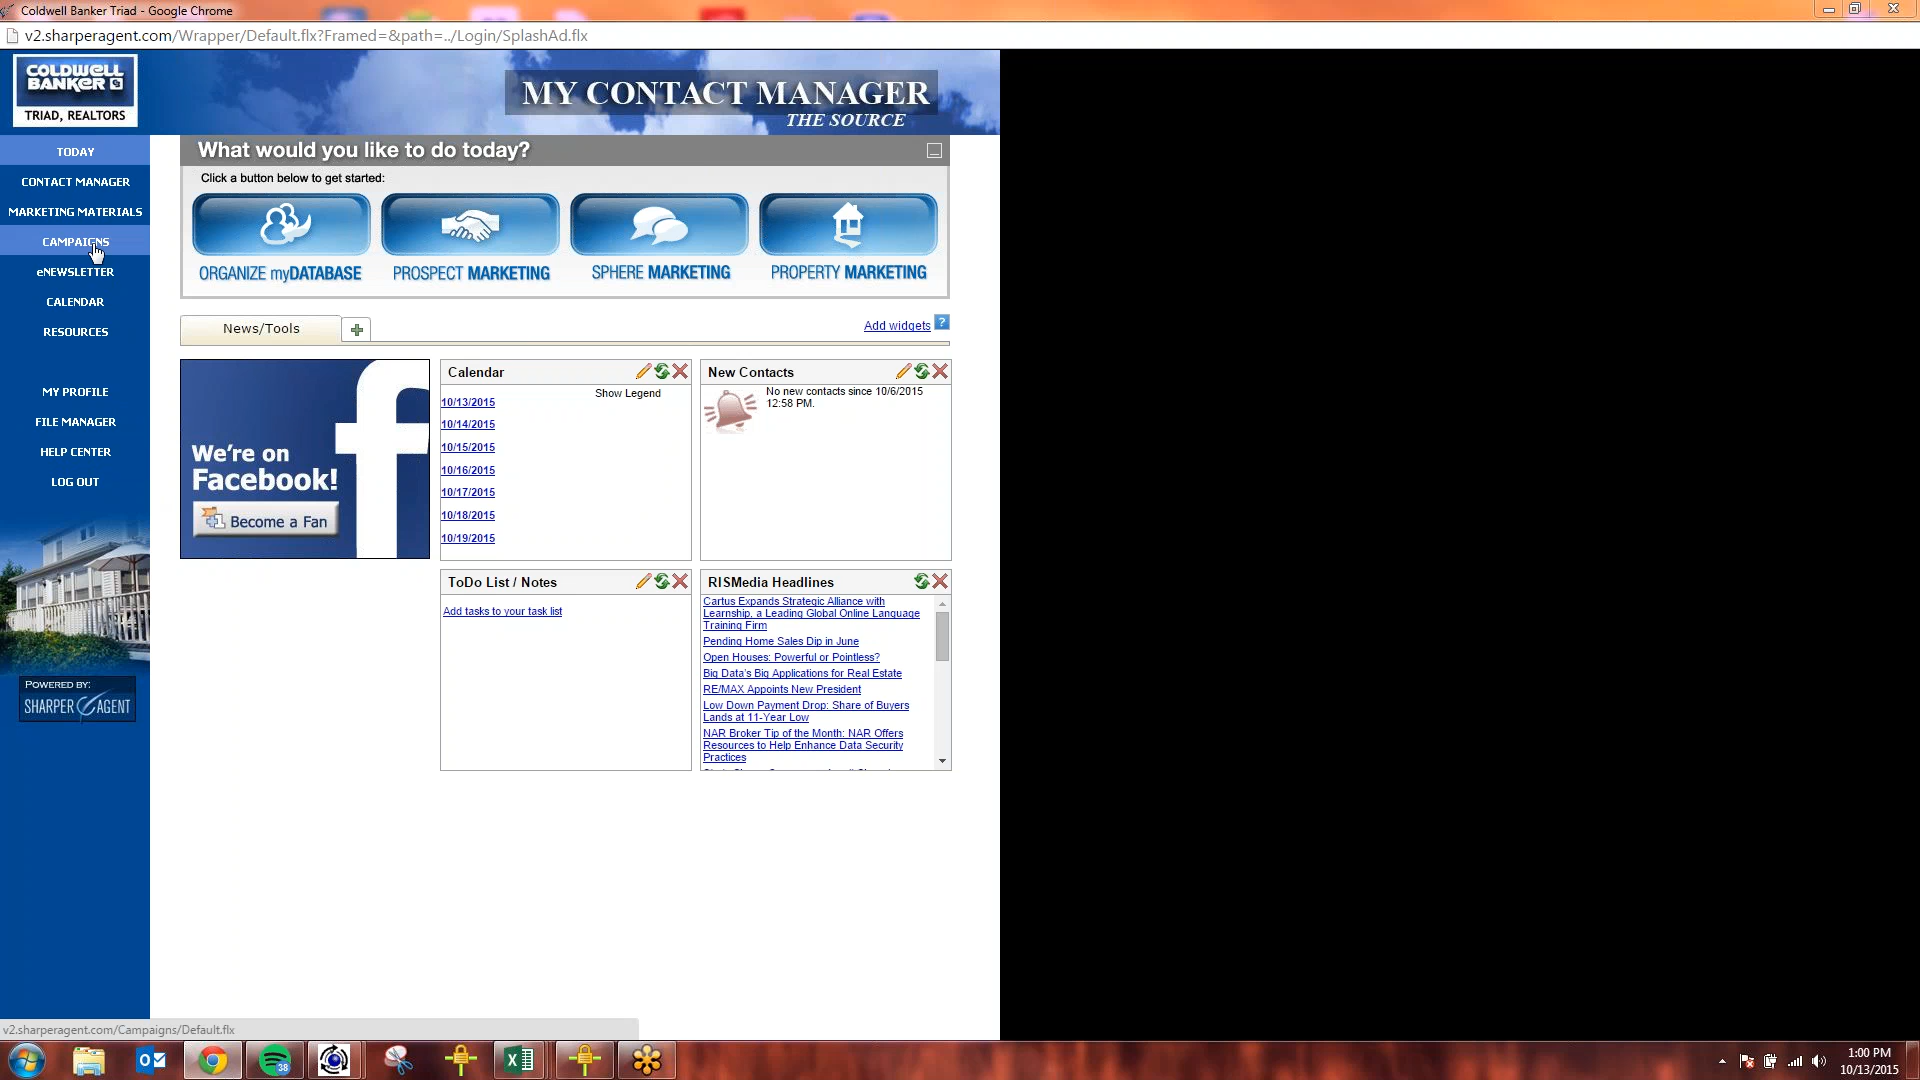 Coldwell Banker Triad - Google Chrome
v2.sharperagent.com/Wrapper/Default.flx?Framed=&path=../Login/SplashAd.flx
COLDWELL
BANKER
TRIAD, REALTORS
MY CONTACT MANAGER
THE SOURCE
TODAY
CONTACT MANAGER
MARKETING MATERIALS
CAMPAIGNS
eNEWSLETTER
CALENDAR
RESOURCES
MY PROFILE
FILE MANAGER
HELP CENTER
LOG OUT
POWERED BY:
SHARPER AGENT
What would you like to do today?
Click a button below to get started:
ORGANIZE myDATABASE
PROSPECT MARKETING
SPHERE MARKETING
PROPERTY MARKETING
News/Tools
Add widgets ?
We're on
Facebook!
Become a Fan
Calendar
Show Legend
10/13/2015
10/14/2015
10/15/2015
10/16/2015
10/17/2015
10/18/2015
10/19/2015
New Contacts
No new contacts since 10/6/2015
12:58 PM.
ToDo List / Notes
Add tasks to your task list
RISMedia Headlines
Cartus Expands Strategic Alliance with
Learnship, a Leading Global Online Language
Training Firm
Pending Home Sales Dip in June
Open Houses: Powerful or Pointless?
Big Data's Big Applications for Real Estate
RE/MAX Appoints New President
Low Down Payment Drop: Share of Buyers
Lands at 11-Year Low
NAR Broker Tip of the Month: NAR Offers
Resources to Help Enhance Data Security
Practices
v2.sharperagent.com/Campaigns/Default.flx
38
1:00 PM
10/13/2015